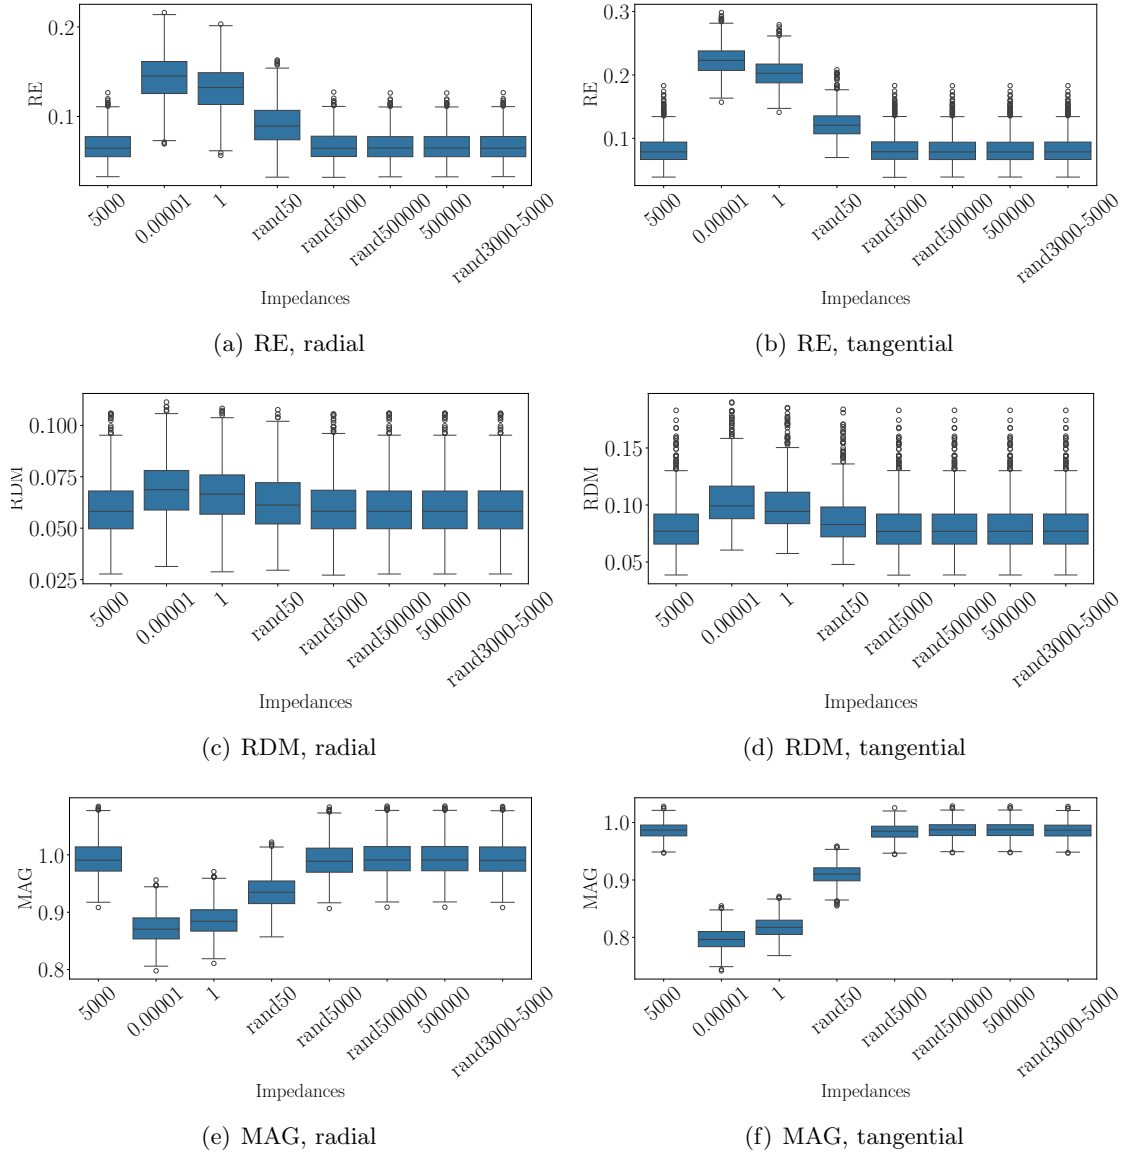 0.2
0.1
RE
5000
0.00001
1
rand50
rand5000
rand500000
500000
rand3000-5000
Impedances
(a) RE, radial
0.3
0.2
0.1
RE
5000
0.00001
1
rand50
rand5000
rand500000
500000
rand3000-5000
Impedances
(b) RE, tangential
0.100
0.075
0.050
0.025
RDM
5000
0.00001
1
rand50
rand5000
rand500000
500000
rand3000-5000
Impedances
(c) RDM, radial
0.15
0.10
0.05
RDM
5000
0.00001
1
rand50
rand5000
rand500000
500000
rand3000-5000
Impedances
(d) RDM, tangential
1.0
0.9
0.8
MAG
5000
0.00001
1
rand50
rand5000
rand500000
500000
rand3000-5000
Impedances
(e) MAG, radial
1.0
0.9
0.8
MAG
5000
0.00001
1
rand50
rand5000
rand500000
500000
rand3000-5000
Impedances
(f) MAG, tangential